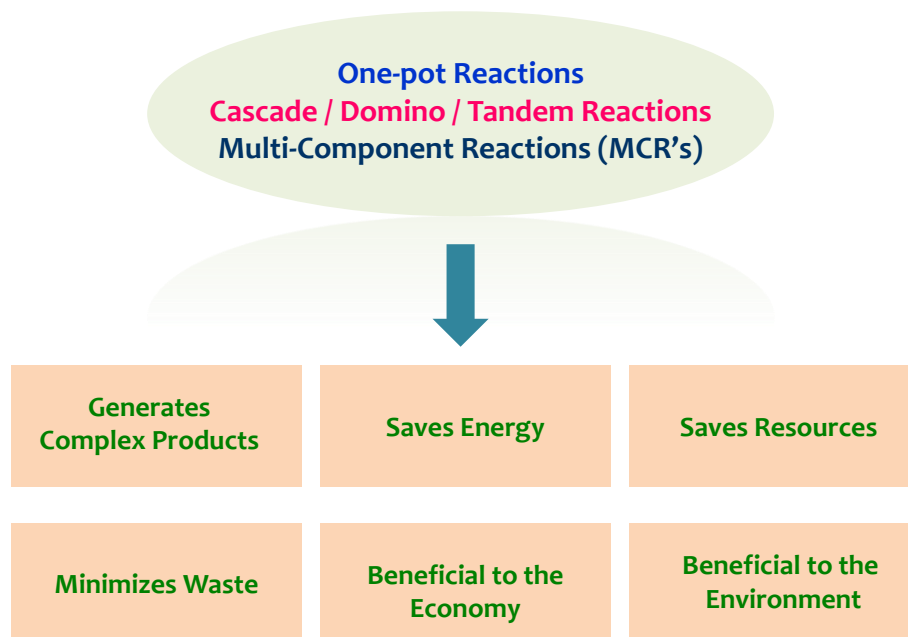 One-pot Reactions
Cascade / Domino / Tandem Reactions
Multi-Component Reactions (MCR’s)
Generates
Complex Products
Saves Energy
Saves Resources
Minimizes Waste
Beneficial to the
Economy
Beneficial to the
Environment